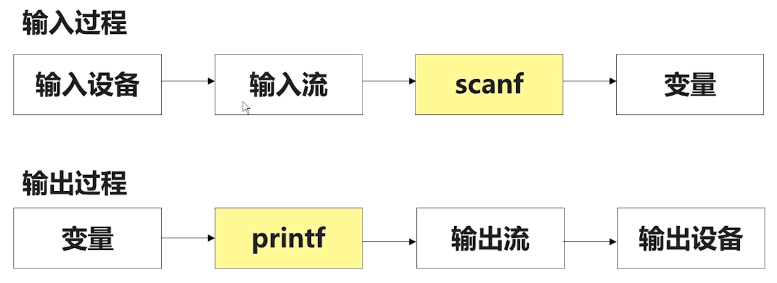 输入过程
输入设备 输入流 scanf 变量
输出过程
变量 printf 输出流 输出设备